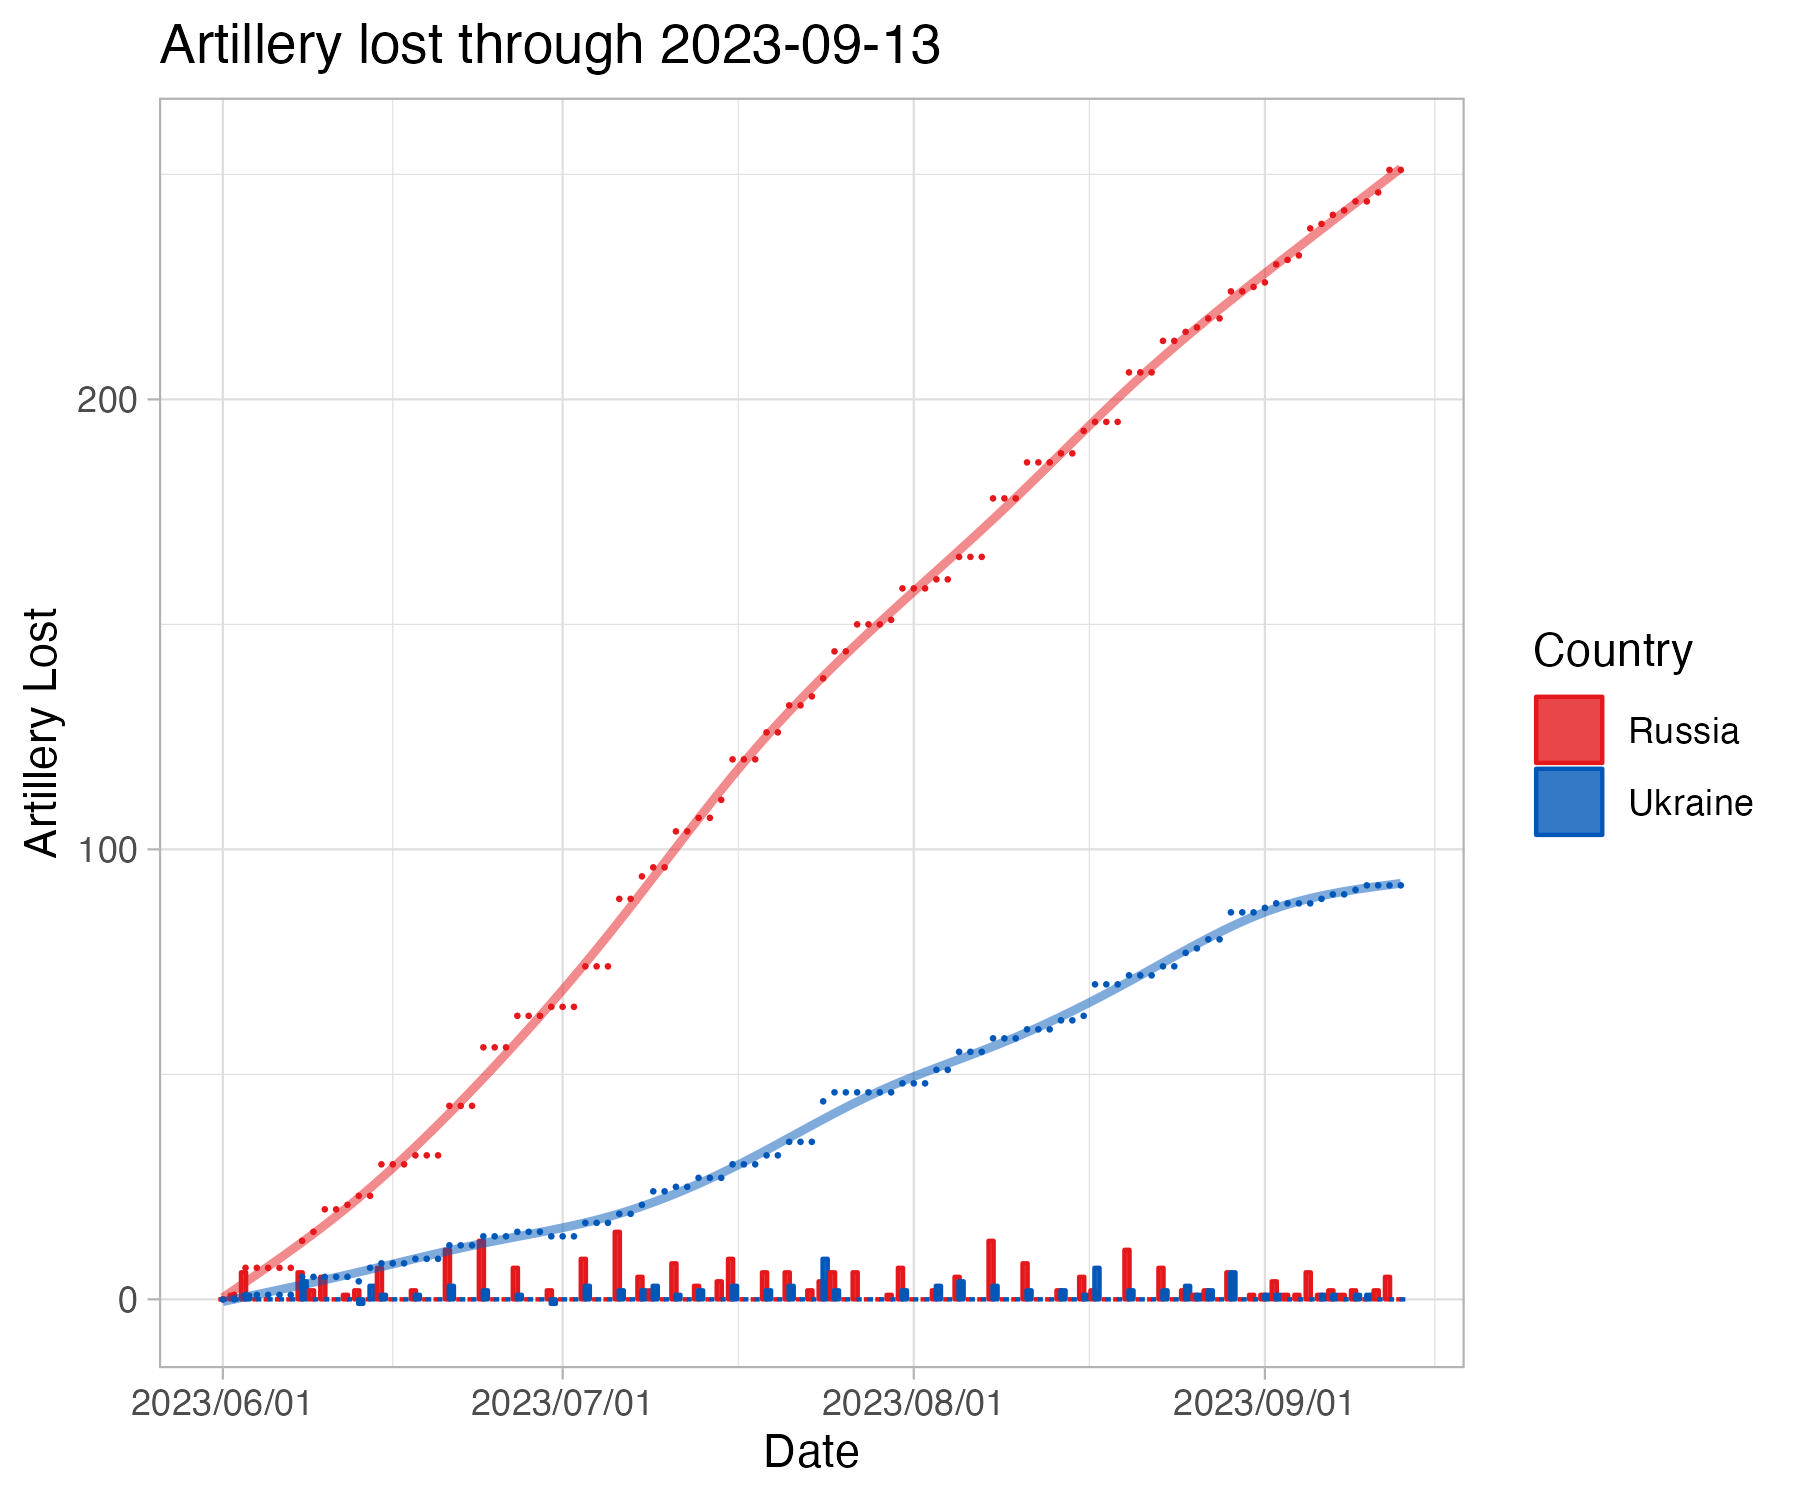 Artillery lost through 2023-09-13
Artillery Lost
200
100
0
2023/06/01
2023/07/01
2023/08/01
2023/09/01
Date
Country
Russia
Ukraine